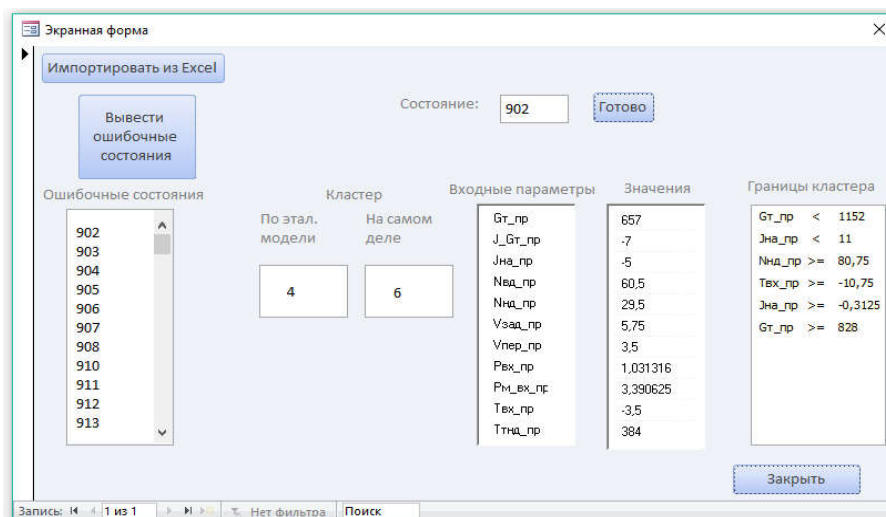 Экранная форма
Импортировать из Excel
Вывести
ошибочные
состояния
Состояние:
902
Готово
Ошибочные состояния
902
903
904
905
906
907
908
910
911
912
913
Кластер
По этал.
модели
На самом
деле
4
6
Входные параметры
Gт_пр
J_Gт_пр
Jна_пр
Nвд_пр
Nнд_пр
Vзад_пр
Vпер_пр
Pвх_пр
Pм_вх_пр
Tвх_пр
Tтнд_пр
Значения
657
-7
-5
60,5
29,5
5,75
3,5
1,031316
3,390625
-3,5
384
Границы кластера
Gт_пр < 1152
Jна_пр < 11
Nнд_пр >= 80,75
Tвх_пр >= -10,75
Jна_пр >= -0,3125
Gт_пр >= 828
Закрыть
Запись: 1 из 1 Нет фильтра Поиск